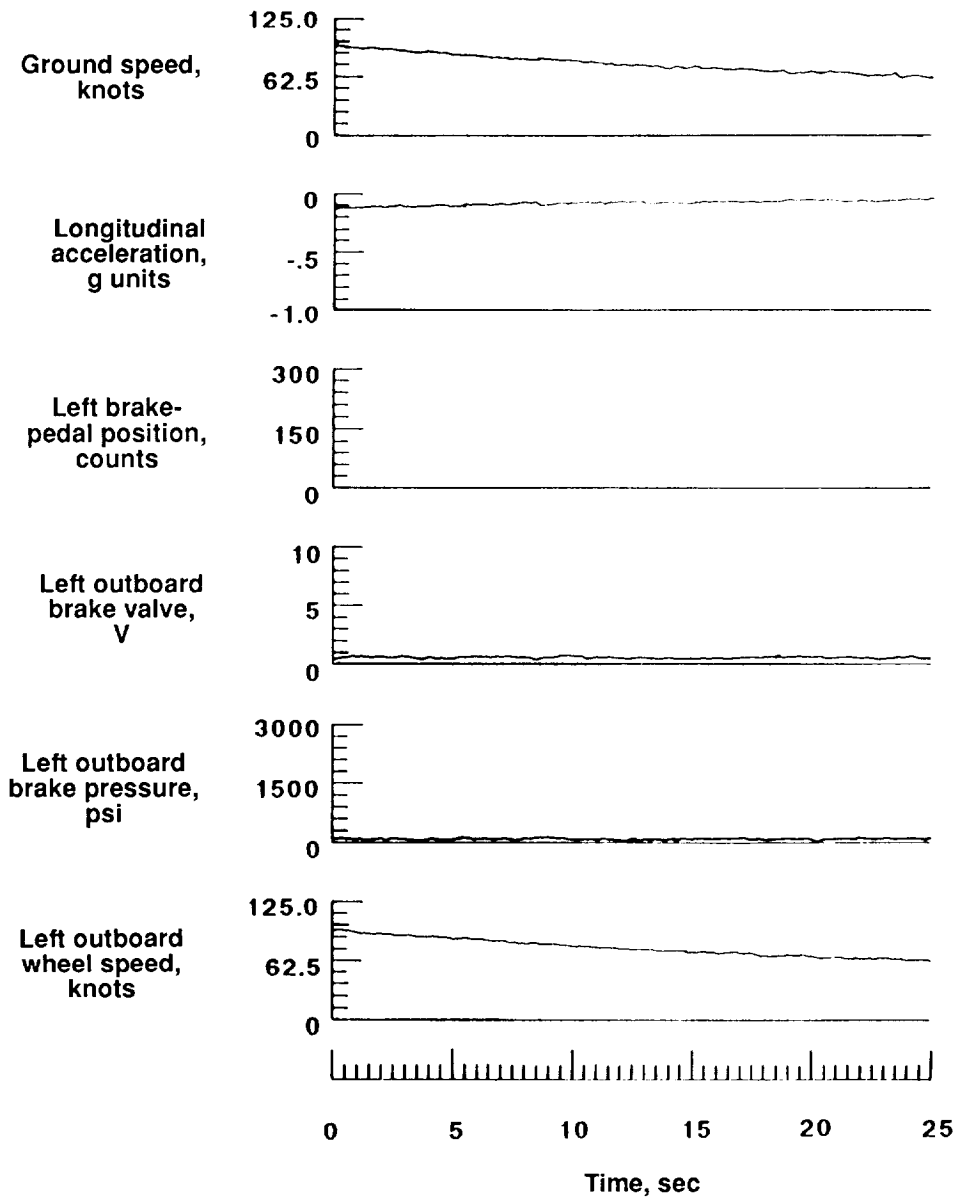 125.0
Ground speed,
knots
62.5
0
0
Longitudinal
acceleration,
g units
-.5
-1.0
300
Left brake-
pedal position,
counts
150
0
10
Left outboard
brake valve,
V
5
0
3000
Left outboard
brake pressure,
psi
1500
0
125.0
Left outboard
wheel speed,
knots
62.5
0
0 5 10 15 20 25
Time, sec